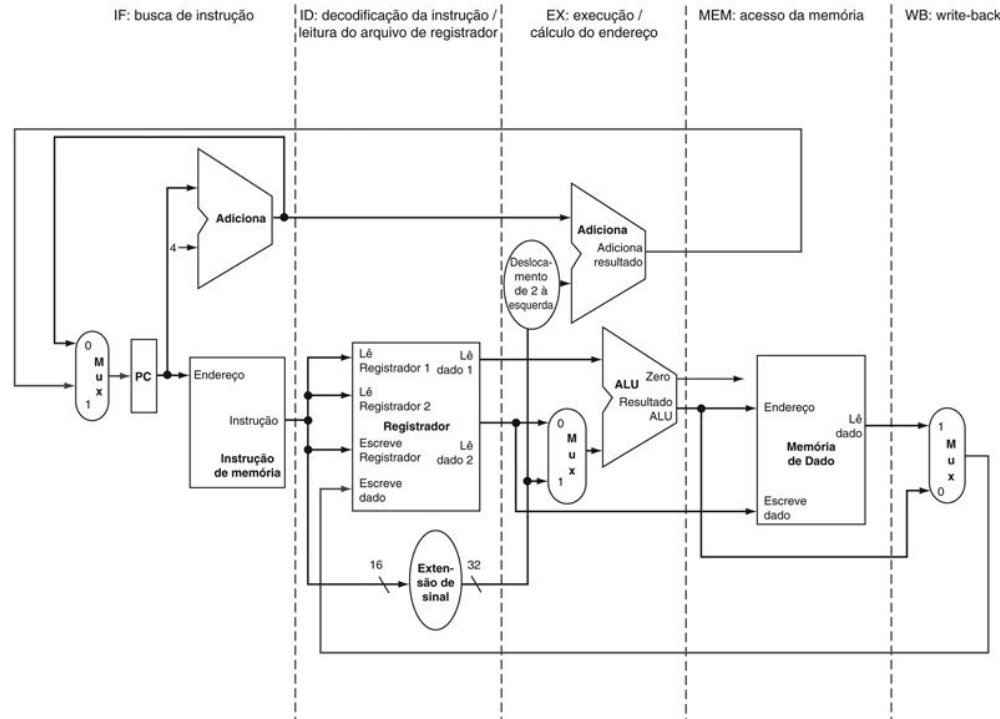 IF: busca de instrução
ID: decodificação da instrução /
leitura do arquivo de registrador
EX: execução /
cálculo do endereço
MEM: acesso da memória
WB: write-back
Adiciona
4
Adiciona
Adiciona
resultado
Desloca-
mento
de 2 à
esquerda
0
M
u
x
1
PC
Endereço
Instrução
Instrução
de memória
Lê
Registrador 1
Lê
dado 1
Lê
Registrador 2
Registrador
Escreve
Registrador
Lê
dado 2
Escreve
dado
0
M
u
x
1
Zero
ALU
Resultado
ALU
Endereço
Lê
dado
Memória
de Dado
Escreve
dado
1
M
u
x
0
16
Exten-
são de
sinal
32